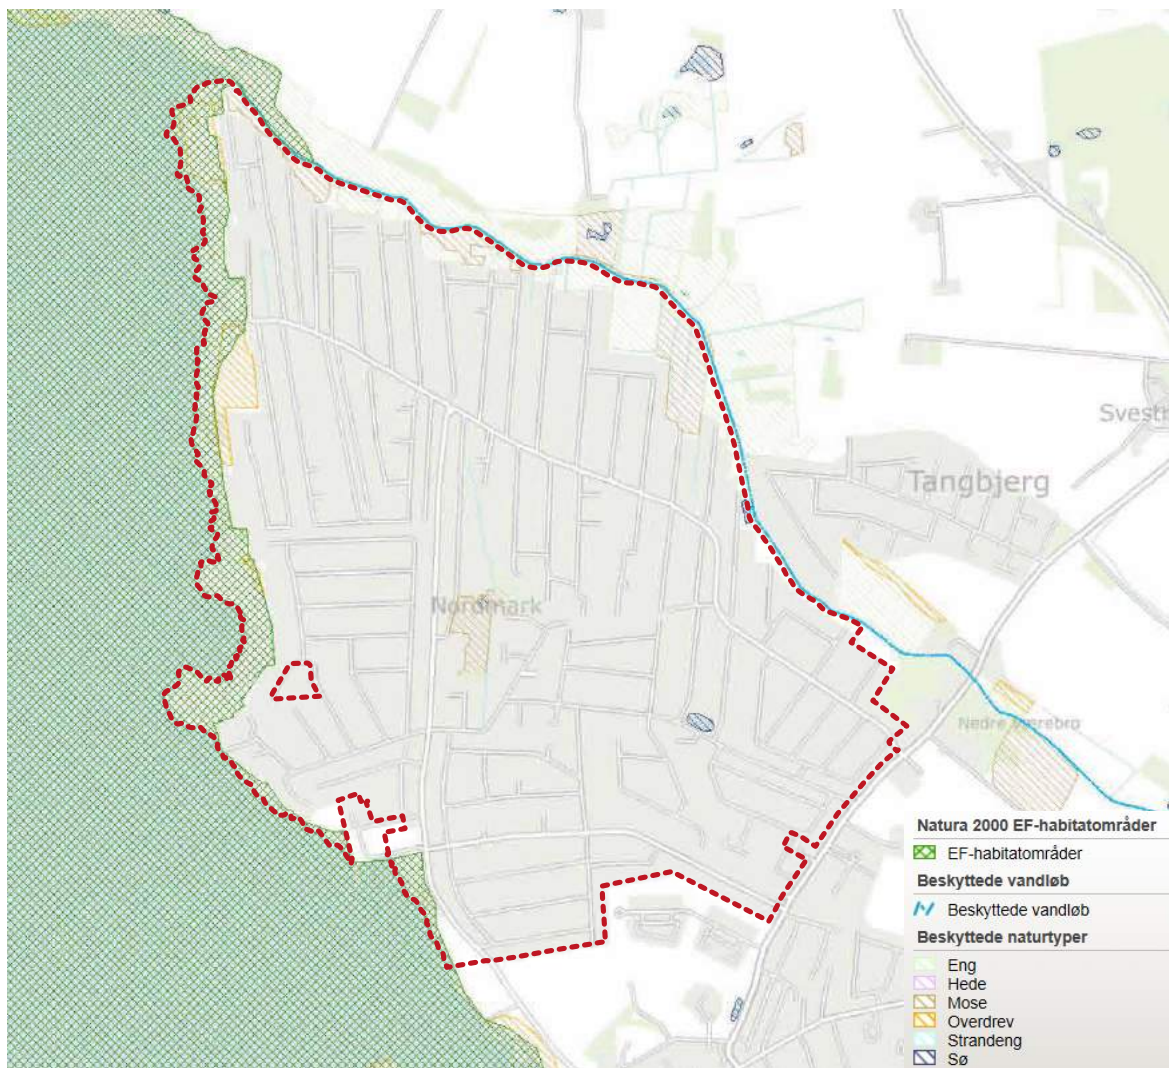 Svest
Tangbjerg
Nordmark
Nedre Værebro
Natura 2000 EF-habitatområder
EF-habitatområder
Beskyttede vandløb
Beskyttede vandløb
Beskyttede naturtyper
Eng
Hede
Mose
Overdrev
Strandeng
Sø